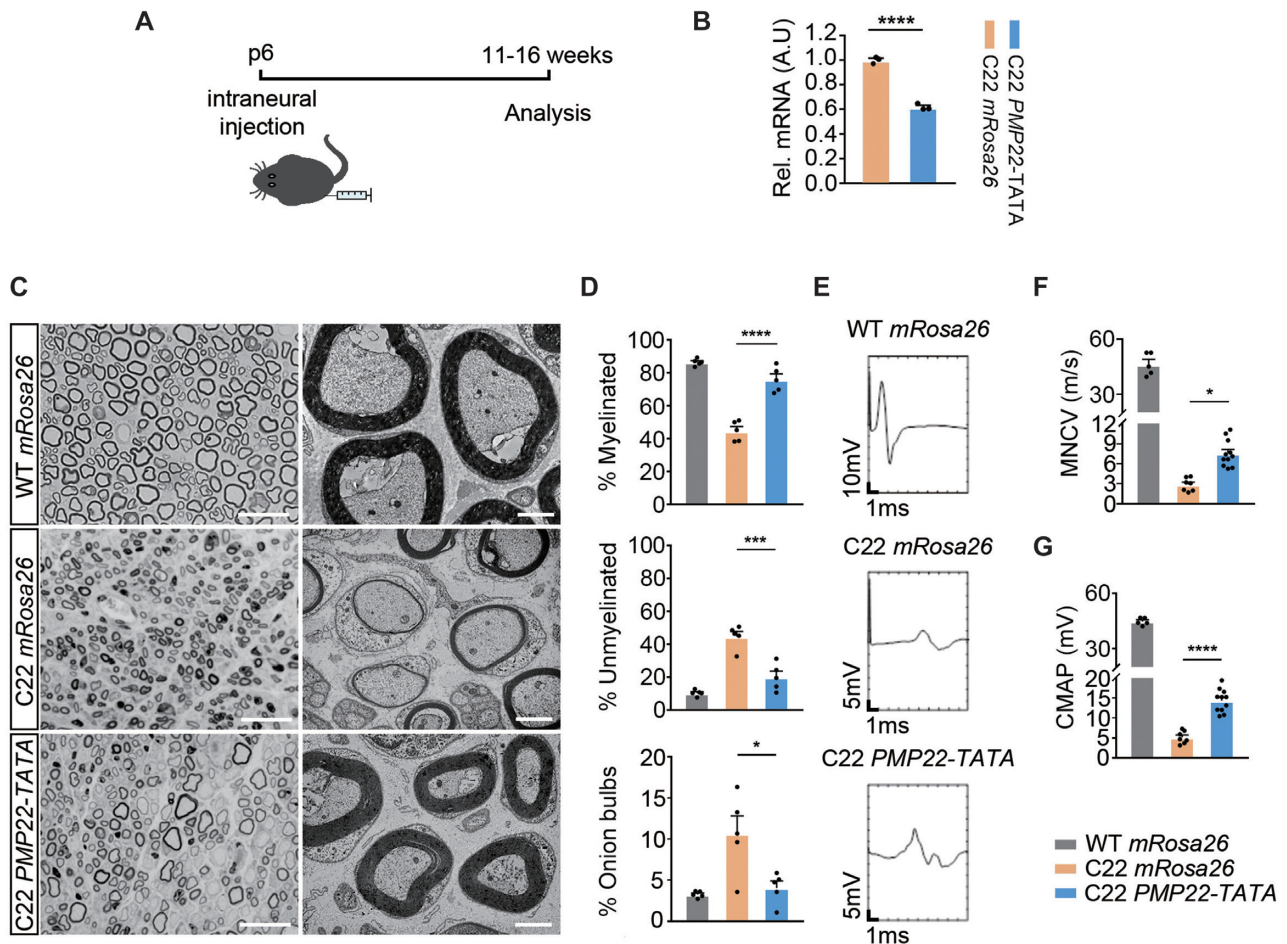 A
p6
11-16 weeks
intraneural
injection
Analysis
B
Rel. mRNA (A.U)
1.2
1.0
0.8
0.6
0.4
0.2
0.0
****
C22 PMP22-TATA
C22 mRosa26
C
WT mRosa26
C22 mRosa26
C22 PMP22-TATA
D
% Myelinated
100
80
60
40
20
0
****
% Unmyelinated
100
80
60
40
20
0
***
% Onion bulbs
20
15
10
5
0
*
E
WT mRosa26
10mV
1ms
C22 mRosa26
5mV
1ms
C22 PMP22-TATA
5mV
1ms
F
MNCV (m/s)
60
30
12
9
6
3
0
*
G
CMAP (mV)
60
30
20
15
10
5
0
****
WT mRosa26
C22 mRosa26
C22 PMP22-TATA